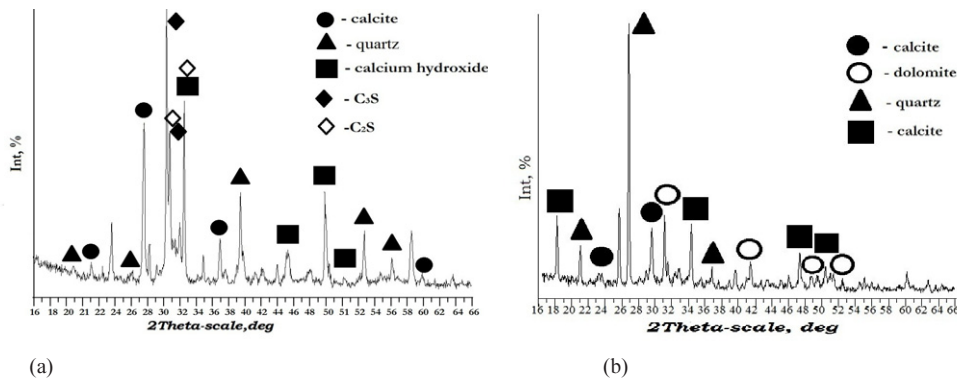 - calcite
- quartz
- calcium hydroxide
- C₃S
-C₂S
Int, %
16 18 20 22 24 26 28 30 32 34 36 38 40 42 44 46 48 50 52 54 56 58 60 62 64 66
2Theta-scale,deg
(a)
- calcite
- dolomite
- quartz
- calcite
Int, %
16 18 20 22 24 26 28 30 32 34 36 38 40 42 44 46 48 50 52 54 56 58 60 62 64 66
2Theta-scale, deg
(b)